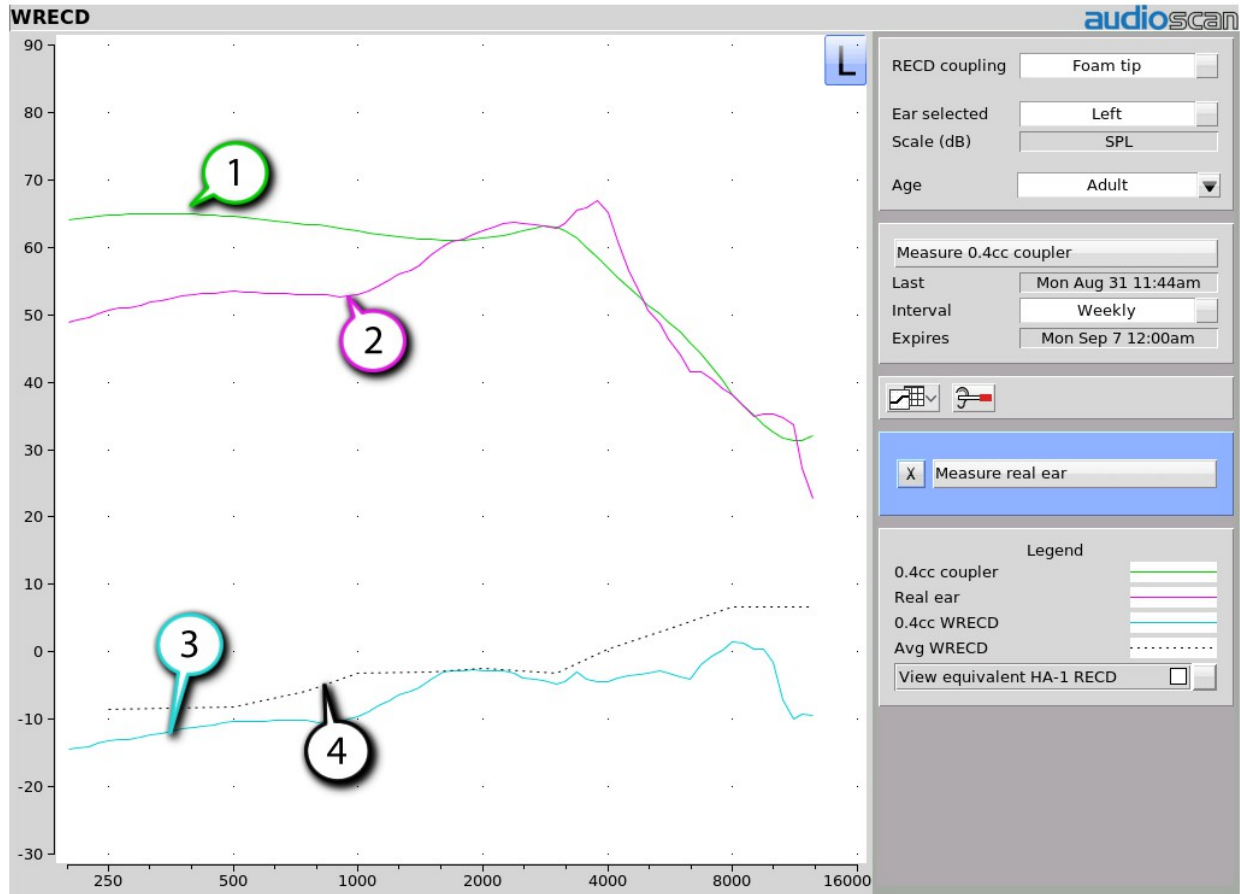 WRECD
audioscan
90
80
70
60
50
40
30
20
10
0
-10
-20
-30
250 500 1000 2000 4000 8000 16000
L
1
2
3
4
RECD coupling Foam tip
Ear selected Left
Scale (dB) SPL
Age Adult
Measure 0.4cc coupler
Last Mon Aug 31 11:44am
Interval Weekly
Expires Mon Sep 7 12:00am
X Measure real ear
Legend
0.4cc coupler
Real ear
0.4cc WRECD
Avg WRECD
View equivalent HA-1 RECD